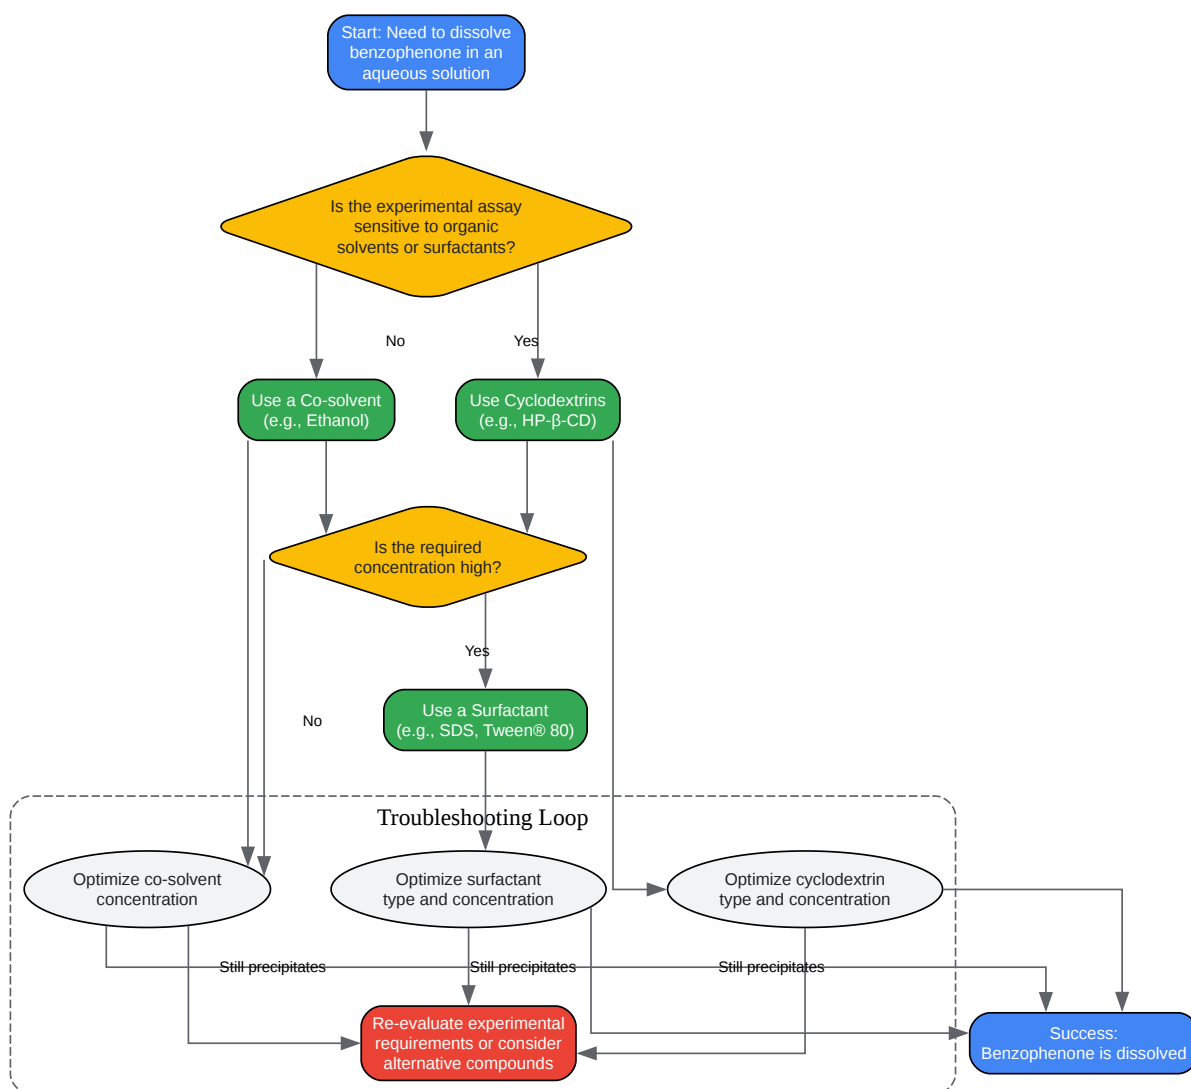 Start: Need to dissolve
benzophenone in an
aqueous solution
Is the experimental assay
sensitive to organic
solvents or surfactants?
No
Yes
Use a Co-solvent
(e.g., Ethanol)
Use Cyclodextrins
(e.g., HP-β-CD)
Is the required
concentration high?
Yes
No
Use a Surfactant
(e.g., SDS, Tween® 80)
Troubleshooting Loop
Optimize co-solvent
concentration
Optimize surfactant
type and concentration
Optimize cyclodextrin
type and concentration
Still precipitates
Still precipitates
Still precipitates
Re-evaluate experimental
requirements or consider
alternative compounds
Success:
Benzophenone is dissolved